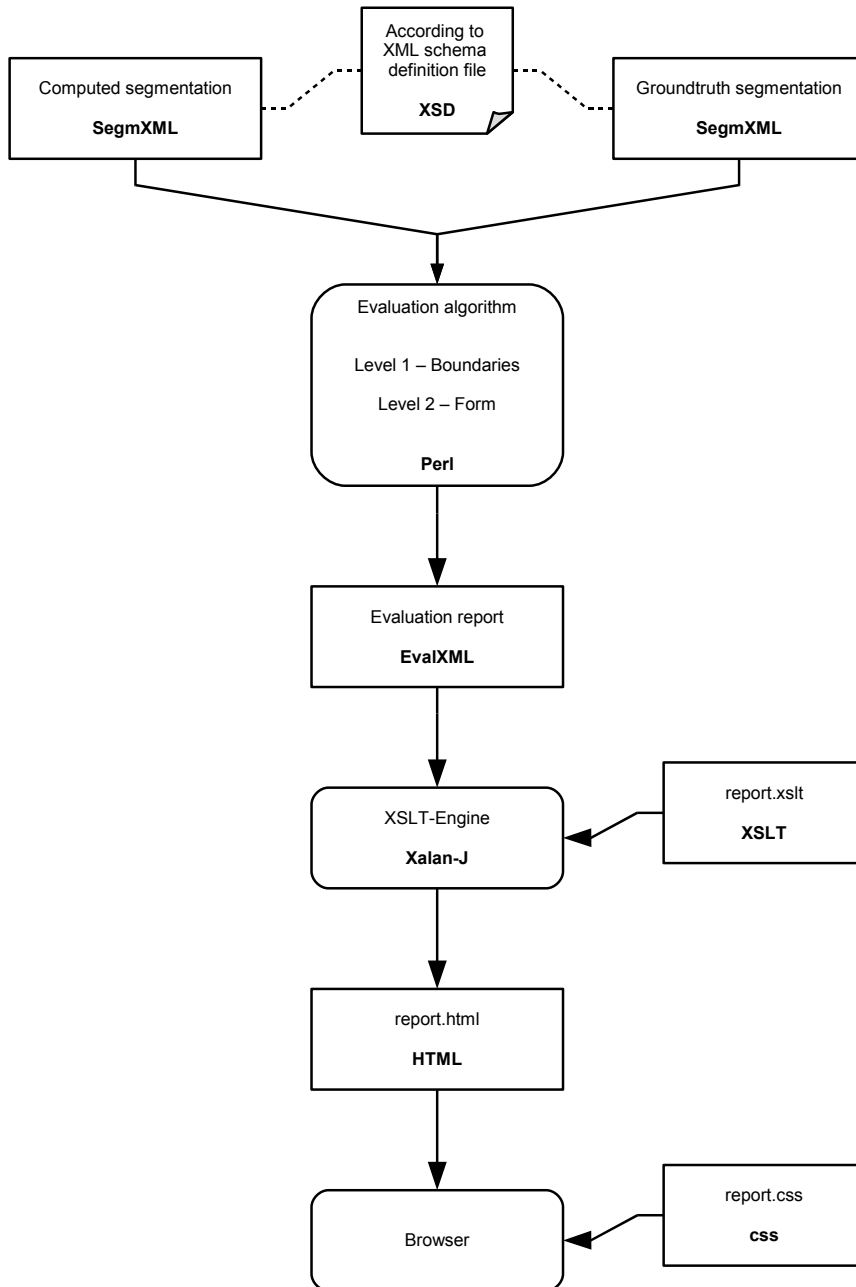 According to
XML schema
definition file
XSD
Computed segmentation
SegmXML
Groundtruth segmentation
SegmXML
Evaluation algorithm
Level 1 – Boundaries
Level 2 – Form
Perl
Evaluation report
EvalXML
XSLT-Engine
Xalan-J
report.xslt
XSLT
report.html
HTML
Browser
report.css
css